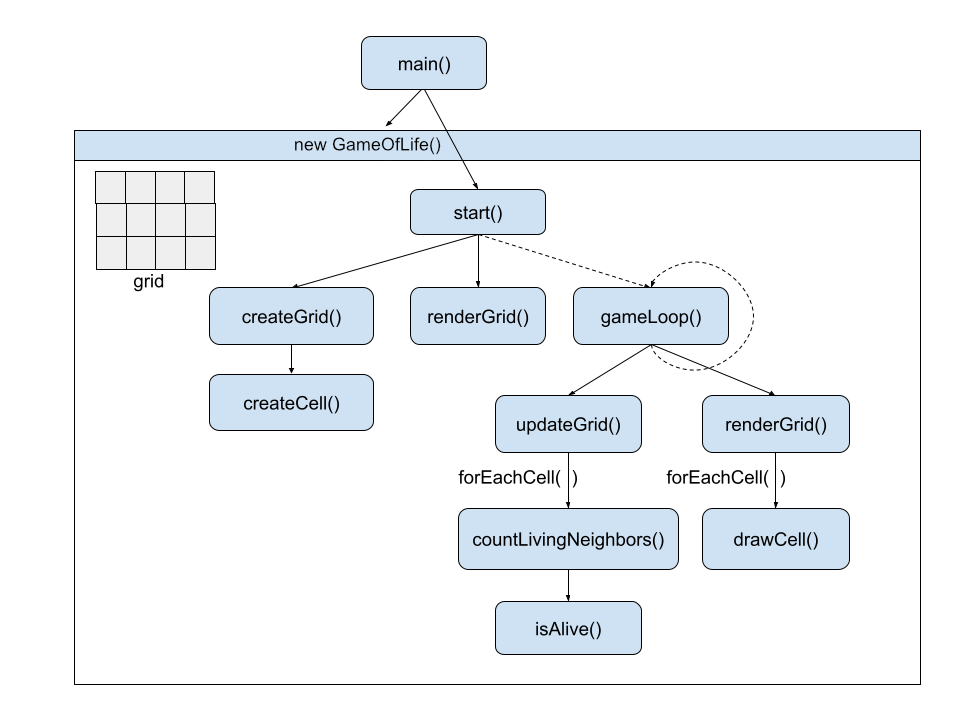 main()
new GameOfLife()
start()
grid
createGrid()
renderGrid()
gameLoop()
createCell()
updateGrid()
renderGrid()
forEachCell( )
forEachCell( )
countLivingNeighbors()
drawCell()
isAlive()